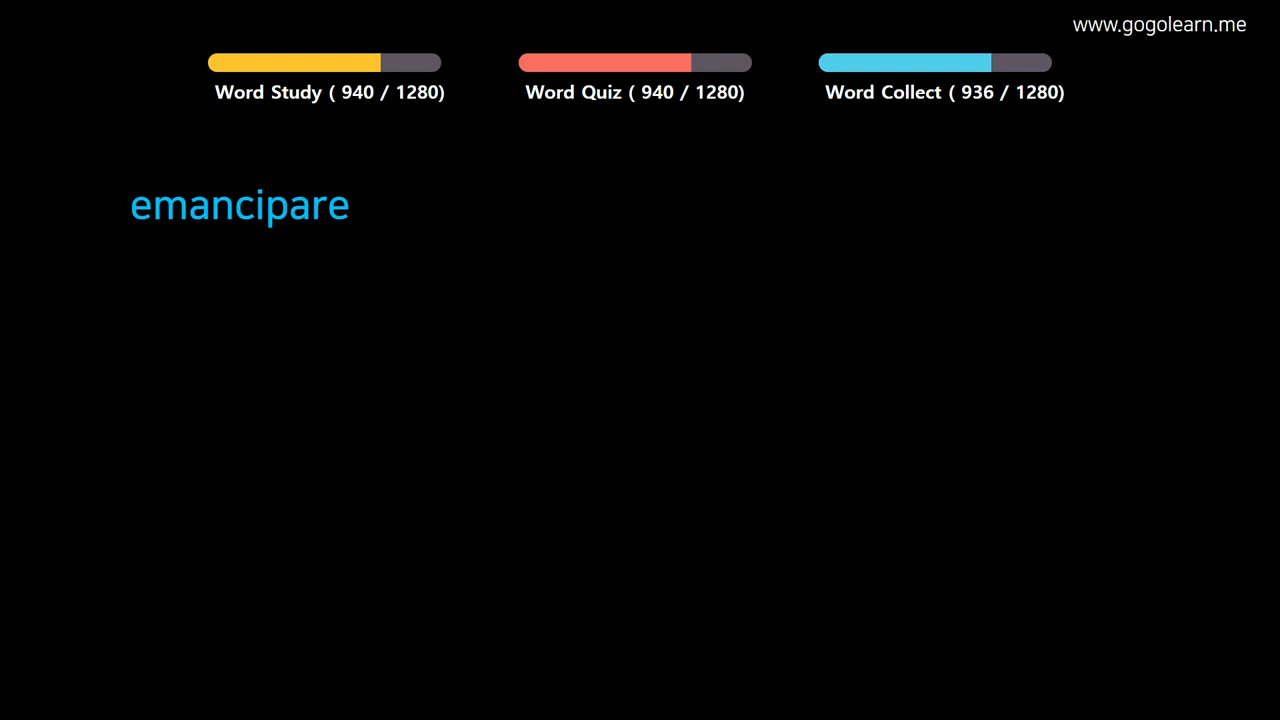 www.gogolearn.me
Word Study ( 940 / 1280)
Word Quiz ( 940 / 1280)
Word Collect ( 936 / 1280)
emancipare